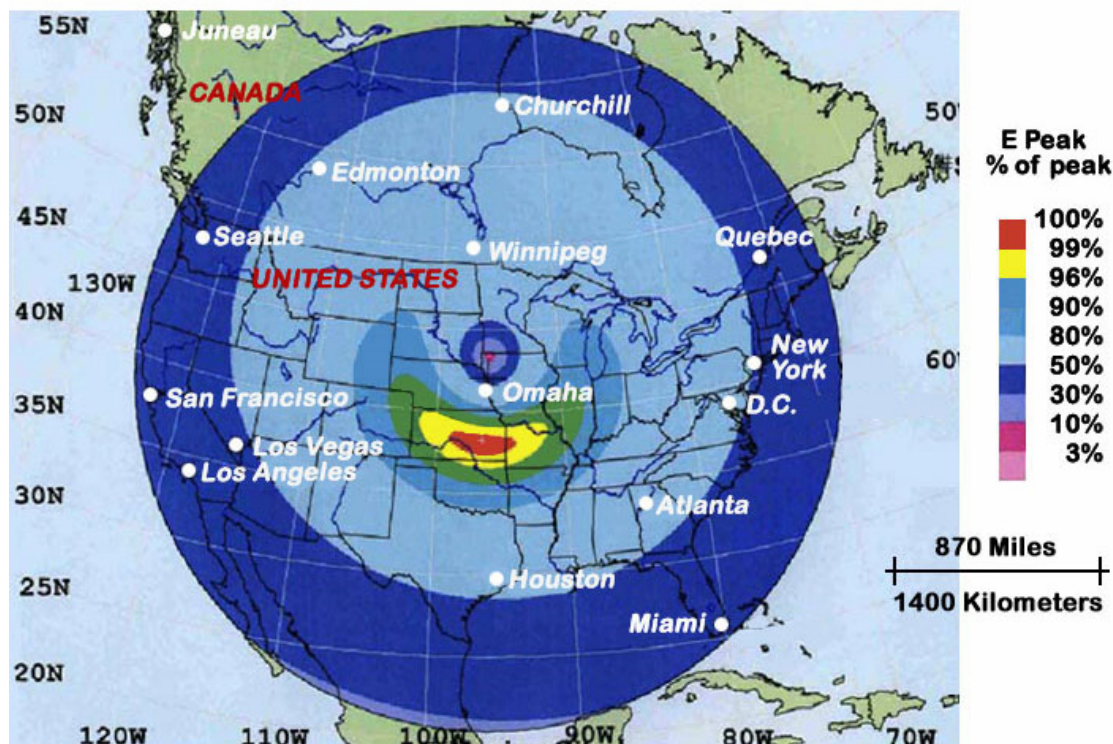 55N
Juneau
CANADA
50N
Churchill
50
Edmonton
E Peak
% of peak
45N
Seattle
Winnipeg
Quebec
100%
99%
96%
90%
80%
50%
30%
10%
3%
130W
UNITED STATES
40N
New
York
60
Omaha
D.C.
San Francisco
35N
Los Vegas
Los Angeles
30N
Atlanta
870 Miles
1400 Kilometers
25N
Houston
Miami
20N
120W
110W
100W
90W
80W
70W